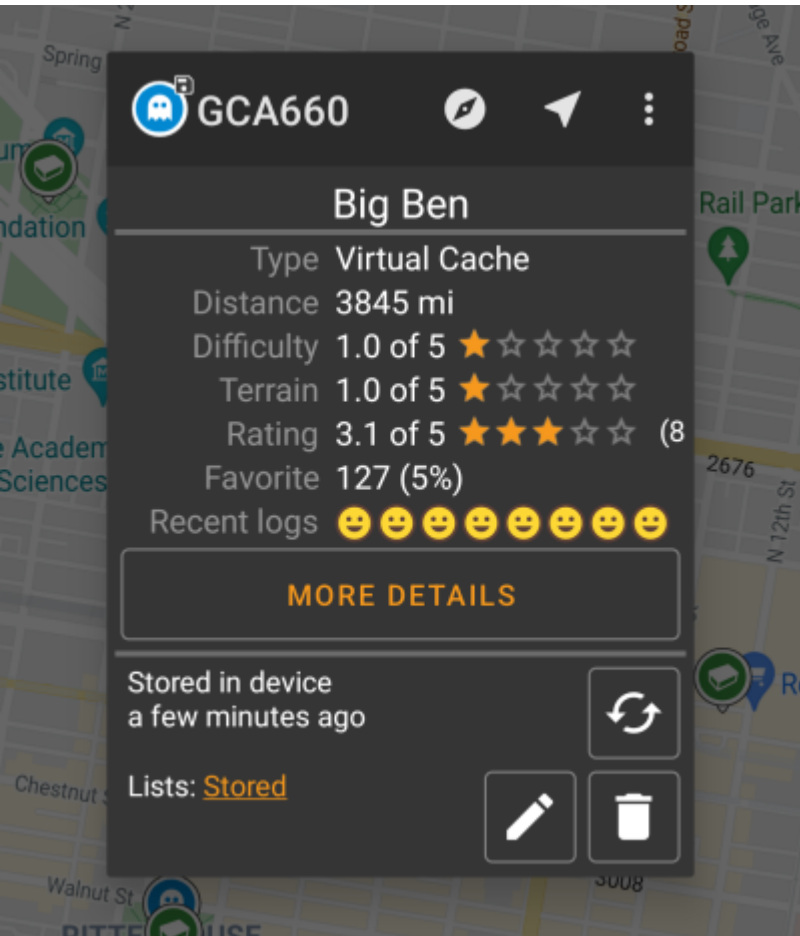 Spring
GCA660
Big Ben
Rail Park
ndation
Type Virtual Cache
Distance 3845 mi
Difficulty 1.0 of 5
stitute
Terrain 1.0 of 5
Rating 3.1 of 5 (8
e Academ
Sciences
Favorite 127 (5%)
2676
Recent logs
N 12th St
MORE DETAILS
Stored in device
a few minutes ago
Lists: Stored
Chestnut
Walnut St
3008